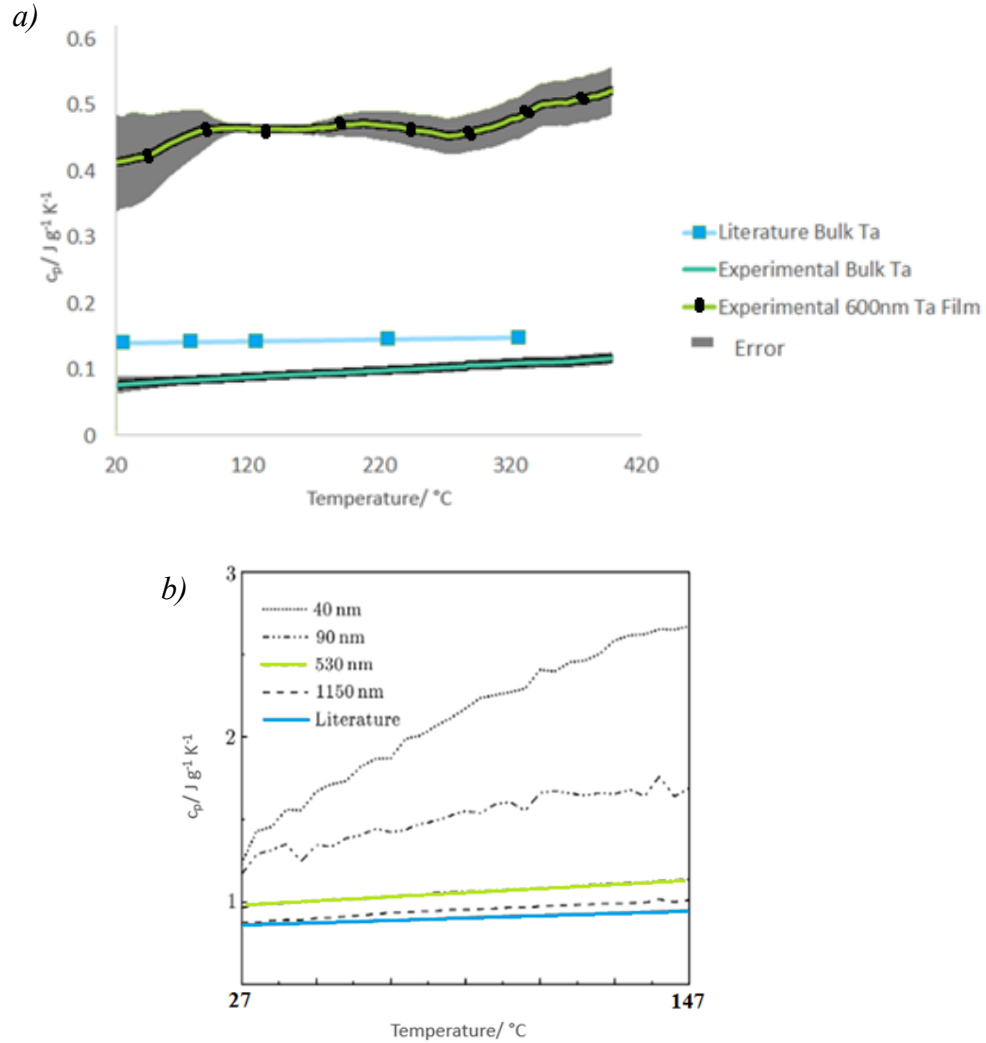 a)
0.6
0.5
0.4
0.3
0.2
0.1
0
cₚ/ J g⁻¹ K⁻¹
20 120 220 320 420
Temperature/ °C
Literature Bulk Ta
Experimental Bulk Ta
Experimental 600nm Ta Film
Error
b)
3
2
1
cₚ/ J g⁻¹ K⁻¹
40 nm
90 nm
530 nm
1150 nm
Literature
27 147
Temperature/ °C